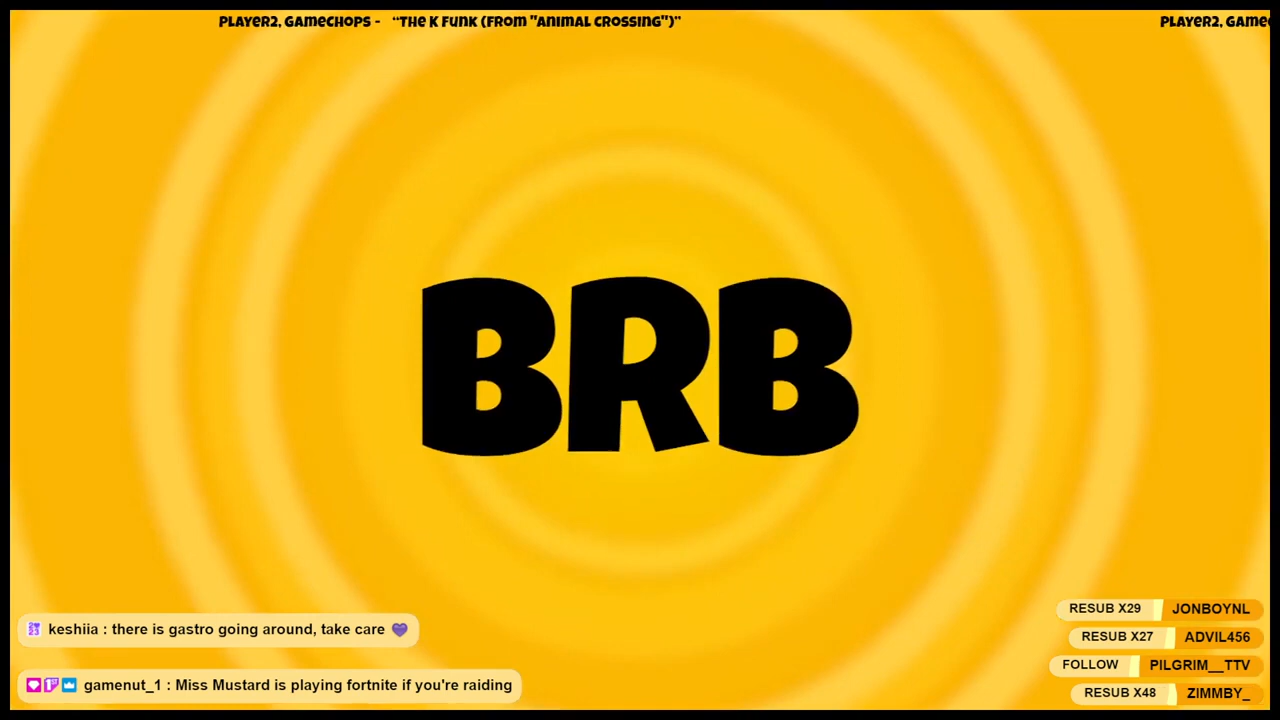 Player2, GameChops - "The K Funk (From "Animal Crossing")"
Player2, Game
BRB
keshiia : there is gastro going around, take care 💜
gamenut_1 : Miss Mustard is playing fortnite if you're raiding
RESUB X29 JONBOYNL
RESUB X27 ADVIL456
FOLLOW PILGRIM__TTV
RESUB X48 ZIMMBY_